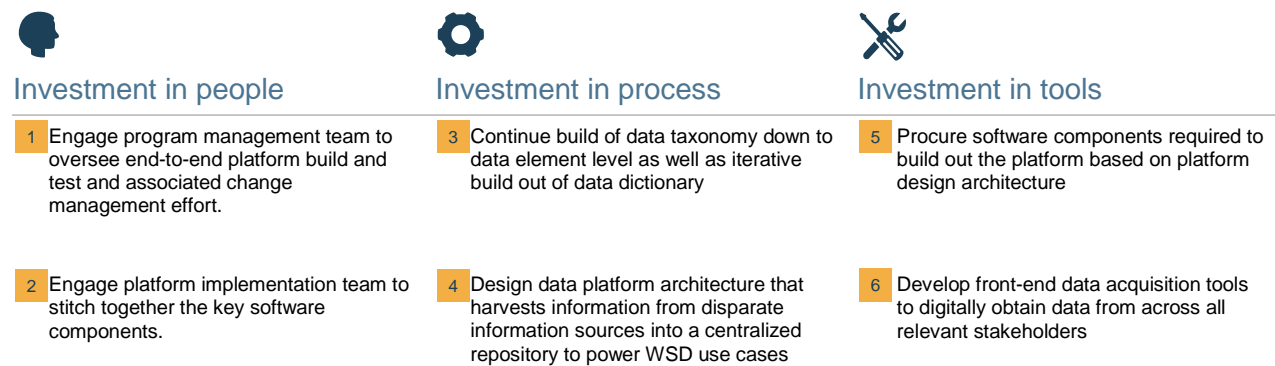 Investment in people
1 Engage program management team to
oversee end-to-end platform build and
test and associated change
management effort.
2 Engage platform implementation team to
stitch together the key software
components.
Investment in process
3 Continue build of data taxonomy down to
data element level as well as iterative
build out of data dictionary
4 Design data platform architecture that
harvests information from disparate
information sources into a centralized
repository to power WSD use cases
Investment in tools
5 Procure software components required to
build out the platform based on platform
design architecture
6 Develop front-end data acquisition tools
to digitally obtain data from across all
relevant stakeholders